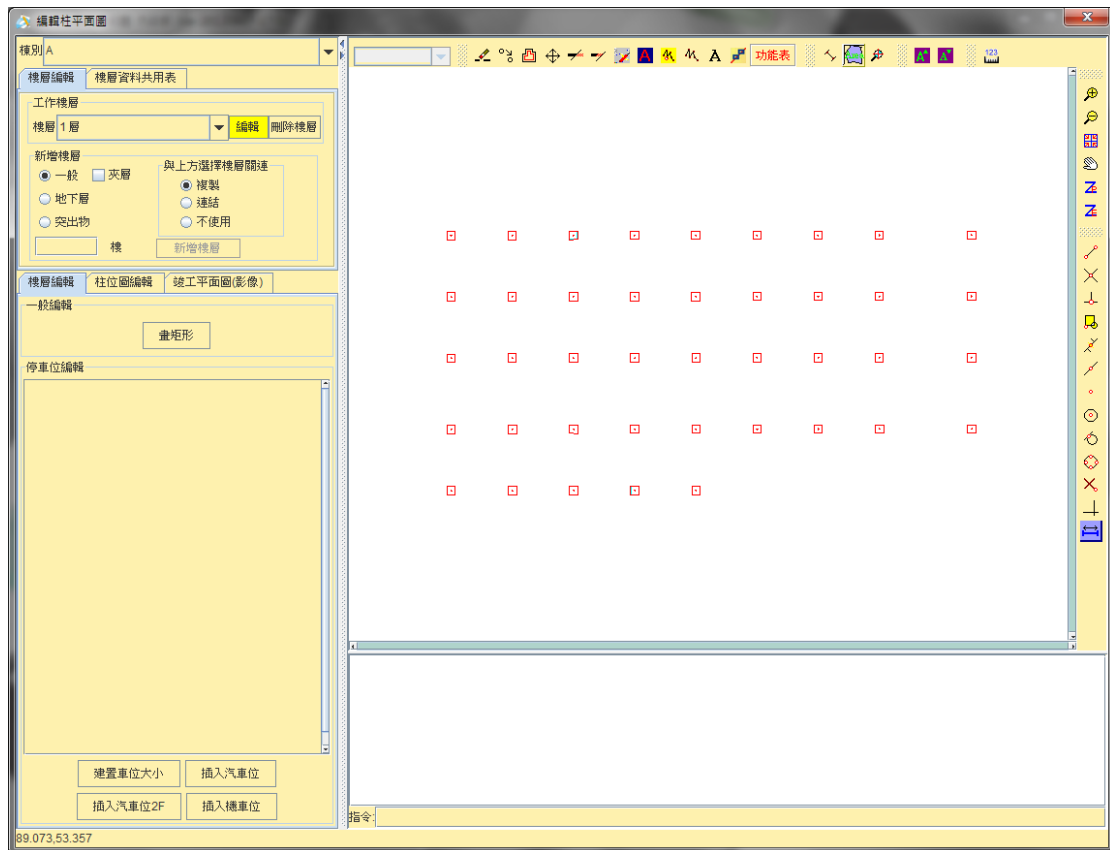 編輯柱平面圖
棟別 A
樓層編輯 樓層資料共用表
工作樓層
樓層 1 層 編輯 刪除樓層
新增樓層
與上方選擇樓層關連
一般 夾層
複製
地下層
連結
突出物
不使用
樓 新增樓層
樓層編輯 柱位圖編輯 竣工平面圖(影像)
一般編輯
畫矩形
停車位編輯
建置車位大小 插入汽車位
插入汽車位2F 插入機車位
89.073,53.357
A A 功能表 A A 123
指令: